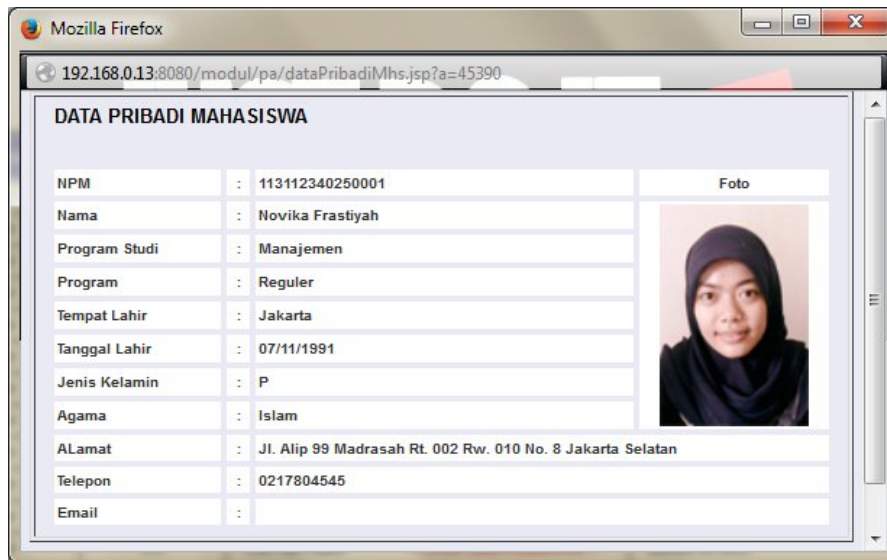 Mozilla Firefox
192.168.0.13:8080/modul/pa/dataPribadiMhs.jsp?a=45390
DATA PRIBADI MAHASISWA
NPM : 113112340250001 Foto
Nama : Novika Frastiyah
Program Studi : Manajemen
Program : Reguler
Tempat Lahir : Jakarta
Tanggal Lahir : 07/11/1991
Jenis Kelamin : P
Agama : Islam
ALamat : Jl. Alip 99 Madrasah Rt. 002 Rw. 010 No. 8 Jakarta Selatan
Telepon : 0217804545
Email :